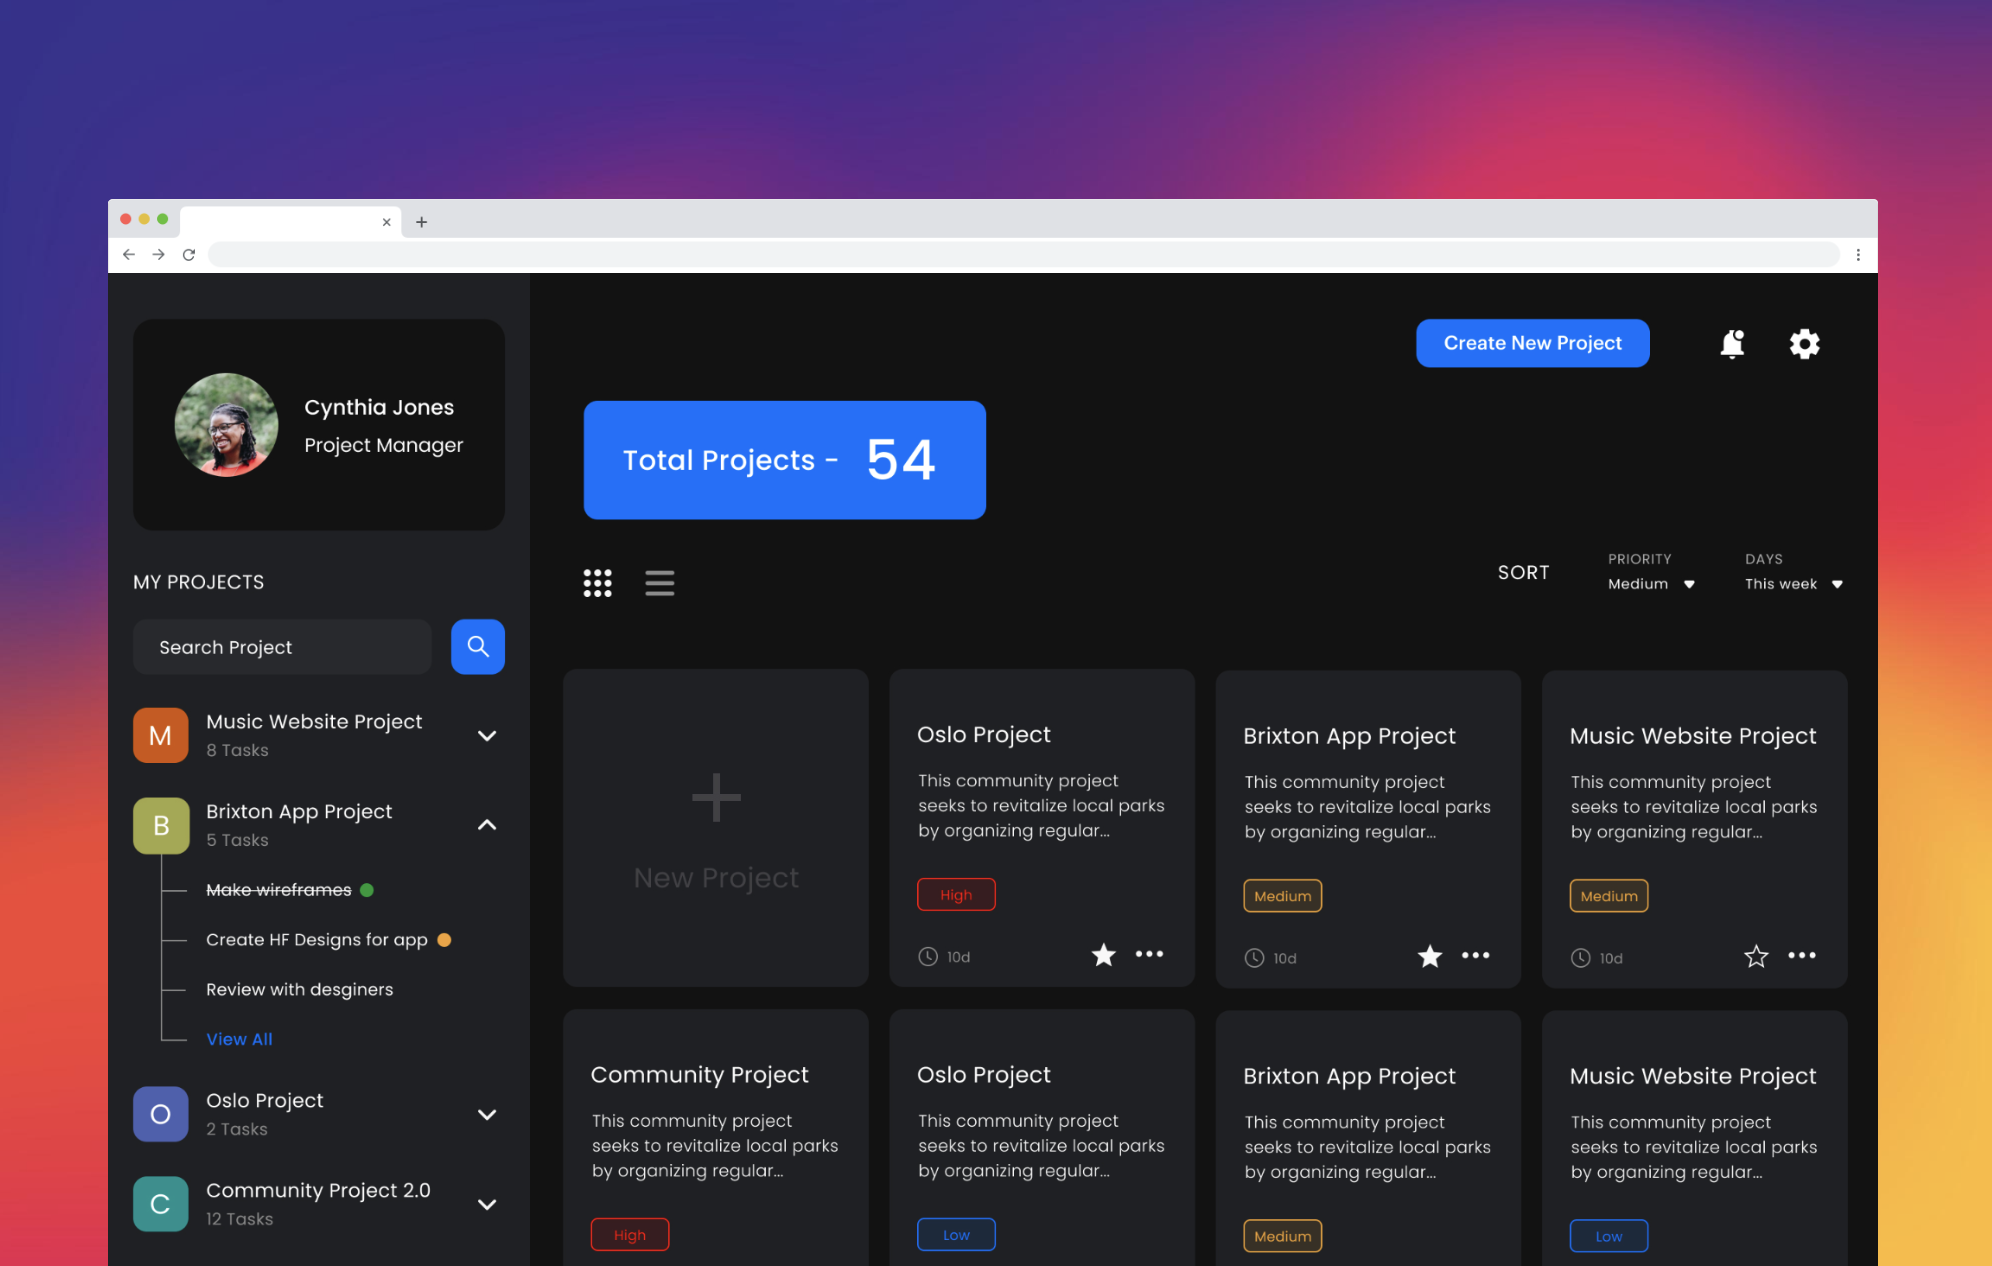 Create New Project
Cynthia Jones
Project Manager
Total Projects - 54
MY PROJECTS
SORT
PRIORITY
Medium
DAYS
This week
Search Project
M
Music Website Project
8 Tasks
B
Brixton App Project
5 Tasks
Make wireframes
Create HF Designs for app
Review with desginers
View All
O
Oslo Project
2 Tasks
C
Community Project 2.0
12 Tasks
New Project
Oslo Project
This community project
seeks to revitalize local parks
by organizing regular...
High
10d
Brixton App Project
This community project
seeks to revitalize local parks
by organizing regular...
Medium
10d
Music Website Project
This community project
seeks to revitalize local parks
by organizing regular...
Medium
10d
Community Project
This community project
seeks to revitalize local parks
by organizing regular...
High
Oslo Project
This community project
seeks to revitalize local parks
by organizing regular...
Low
Brixton App Project
This community project
seeks to revitalize local parks
by organizing regular...
Medium
Music Website Project
This community project
seeks to revitalize local parks
by organizing regular...
Low